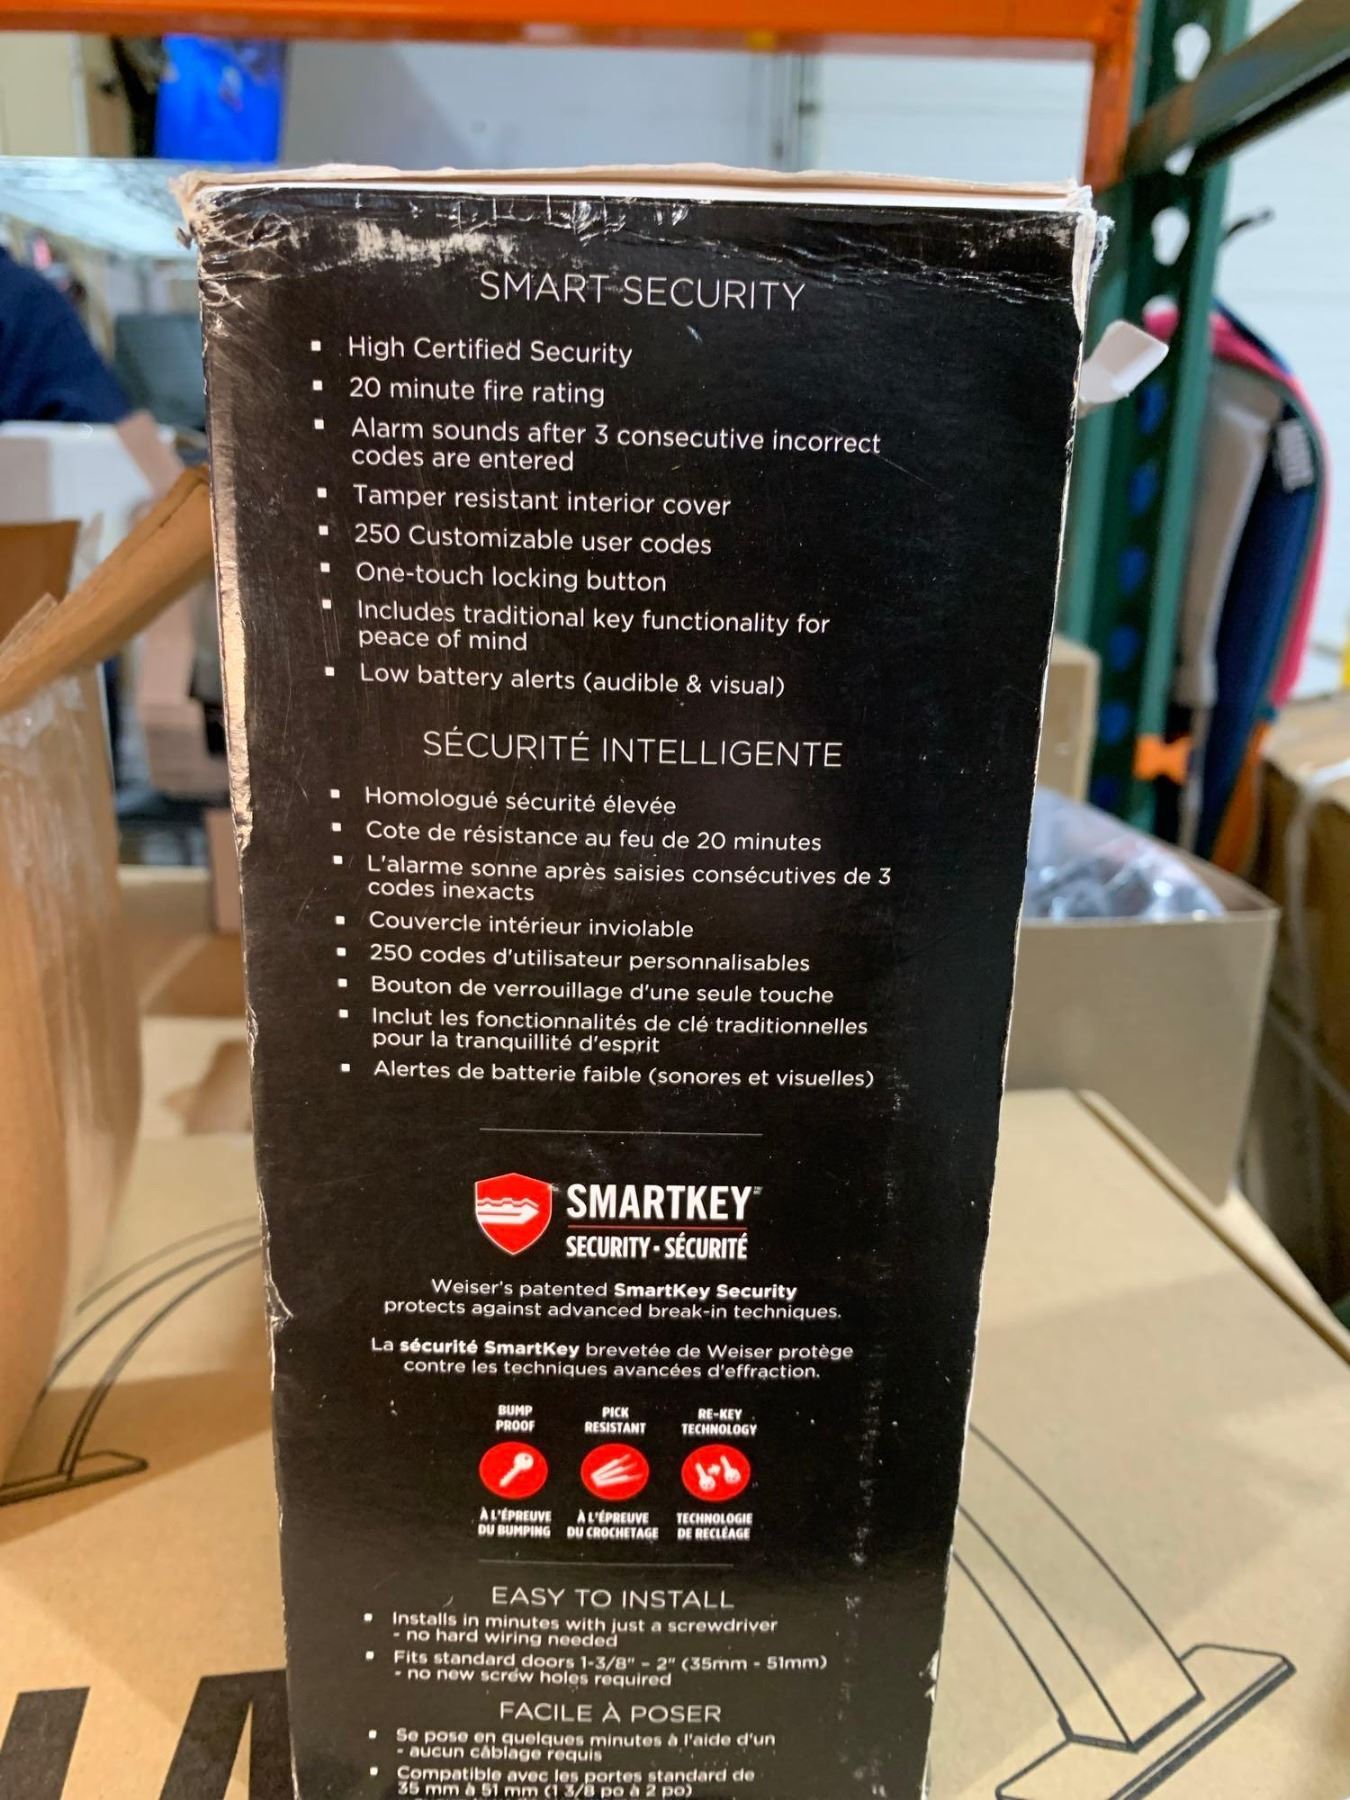 SMART SECURITY
▪ High Certified Security
▪ 20 minute fire rating
▪ Alarm sounds after 3 consecutive incorrect
codes are entered
▪ Tamper resistant interior cover
▪ 250 Customizable user codes
▪ One-touch locking button
▪ Includes traditional key functionality for
peace of mind
▪ Low battery alerts (audible & visual)
SÉCURITÉ INTELLIGENTE
▪ Homologué sécurité élevée
▪ Cote de résistance au feu de 20 minutes
▪ L'alarme sonne après saisies consécutives de 3
codes inexacts
▪ Couvercle intérieur inviolable
▪ 250 codes d'utilisateur personnalisables
▪ Bouton de verrouillage d'une seule touche
▪ Inclut les fonctionnalités de clé traditionnelles
pour la tranquillité d'esprit
▪ Alertes de batterie faible (sonores et visuelles)
SMARTKEY™
SECURITY - SÉCURITÉ
Weiser's patented SmartKey Security
protects against advanced break-in techniques.
La sécurité SmartKey brevetée de Weiser protège
contre les techniques avancées d'effraction.
BUMP PROOF
PICK RESISTANT
RE-KEY TECHNOLOGY
À L'ÉPREUVE DU BUMPING
À L'ÉPREUVE DU CROCHETAGE
TECHNOLOGIE DE RECLÉAGE
EASY TO INSTALL
▪ Installs in minutes with just a screwdriver
- no hard wiring needed
▪ Fits standard doors 1-3/8" - 2" (35mm - 51mm)
- no new screw holes required
FACILE À POSER
▪ Se pose en quelques minutes à l'aide d'un
- aucun câblage requis
▪ Compatible avec les portes standard de
35 mm à 51 mm (1 3/8 po à 2 po)